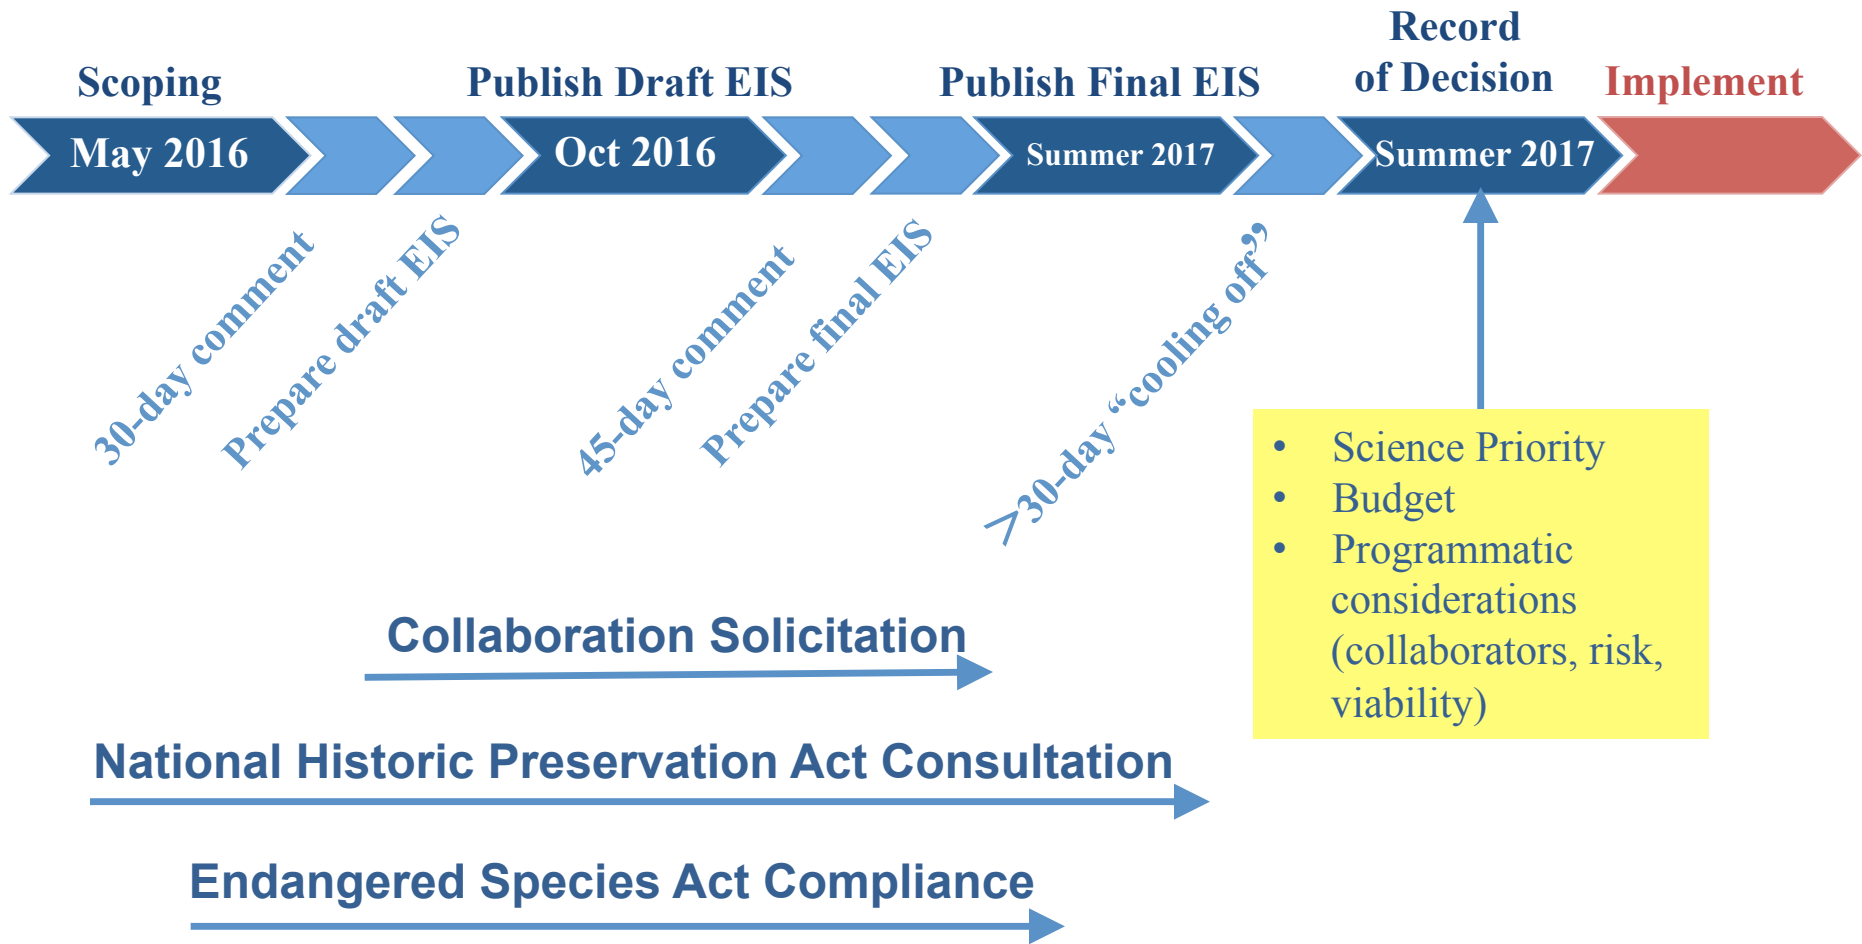 Scoping
Publish Draft EIS
Publish Final EIS
Record
of Decision
Implement
May 2016
Oct 2016
Summer 2017
Summer 2017
30-day comment
Prepare draft EIS
45-day comment
Prepare final EIS
>30-day “cooling off”
• Science Priority
• Budget
• Programmatic
considerations
(collaborators, risk,
viability)
Collaboration Solicitation
National Historic Preservation Act Consultation
Endangered Species Act Compliance